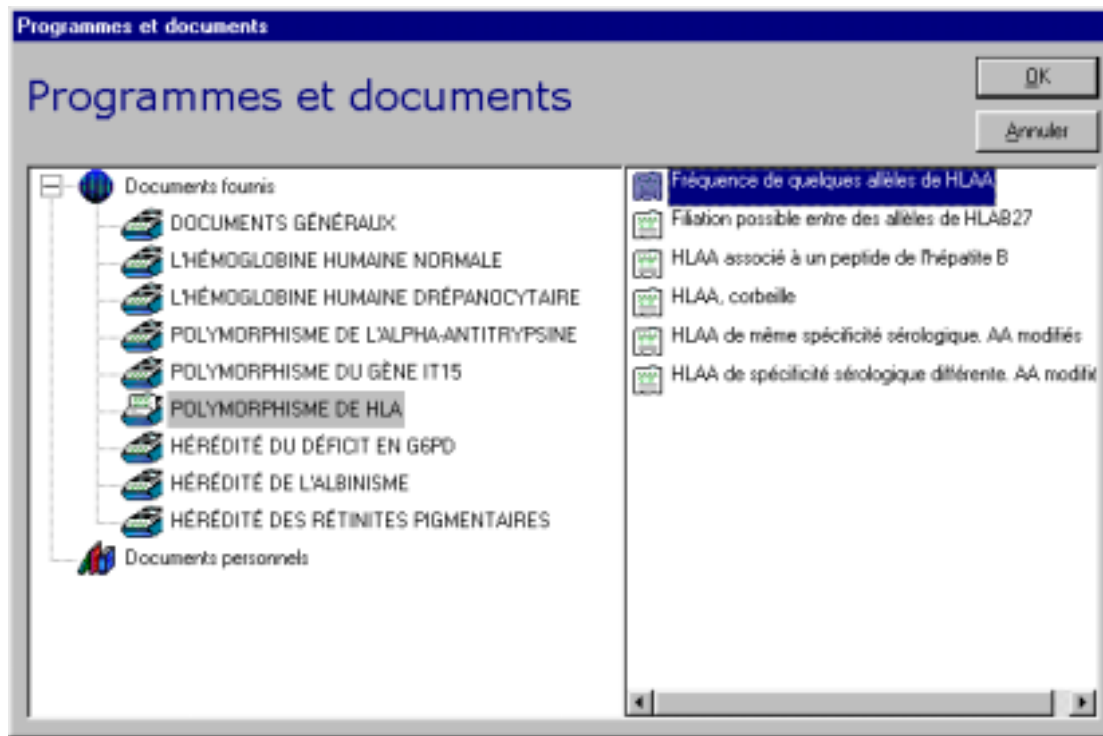 Programmes et documents
Programmes et documents
OK
Annuler
Documents fournis
DOCUMENTS GÉNÉRAUX
L'HÉMOGLOBINE HUMAINE NORMALE
L'HÉMOGLOBINE HUMAINE DRÉPANOCYTAIRE
POLYMORPHISME DE L'ALPHA-ANTITRYPSINE
POLYMORPHISME DU GÈNE IT15
POLYMORPHISME DE HLA
HÉRÉDITÉ DU DÉFICIT EN G6PD
HÉRÉDITÉ DE L'ALBINISME
HÉRÉDITÉ DES RÉTINITES PIGMENTAIRES
Documents personnels
Fréquence de quelques allèles de HLAA
Filiation possible entre des allèles de HLAB27
HLAA associé à un peptide de l'hépatite B
HLAA, corbeille
HLAA de même spécificité sérologique. AA modifiés
HLAA de spécificité sérologique différente. AA modifié